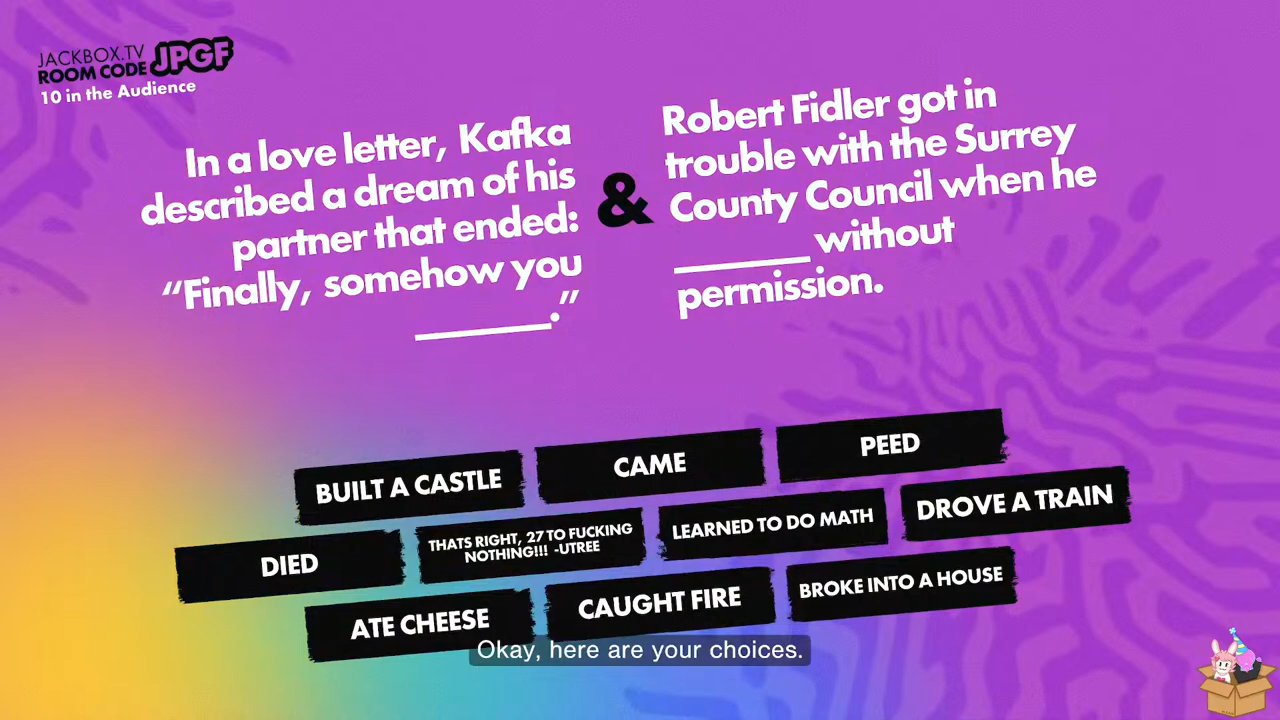 JACKBOX.TV
ROOM CODE JPGF
10 in the Audience
In a love letter, Kafka
described a dream of his
partner that ended:
“Finally, somehow you
______.”
&
Robert Fidler got in
trouble with the Surrey
County Council when he
______ without
permission.
BUILT A CASTLE
CAME
PEED
DIED
THATS RIGHT, 27 TO FUCKING
NOTHING!!! -UTREE
LEARNED TO DO MATH
DROVE A TRAIN
ATE CHEESE
CAUGHT FIRE
BROKE INTO A HOUSE
Okay, here are your choices.